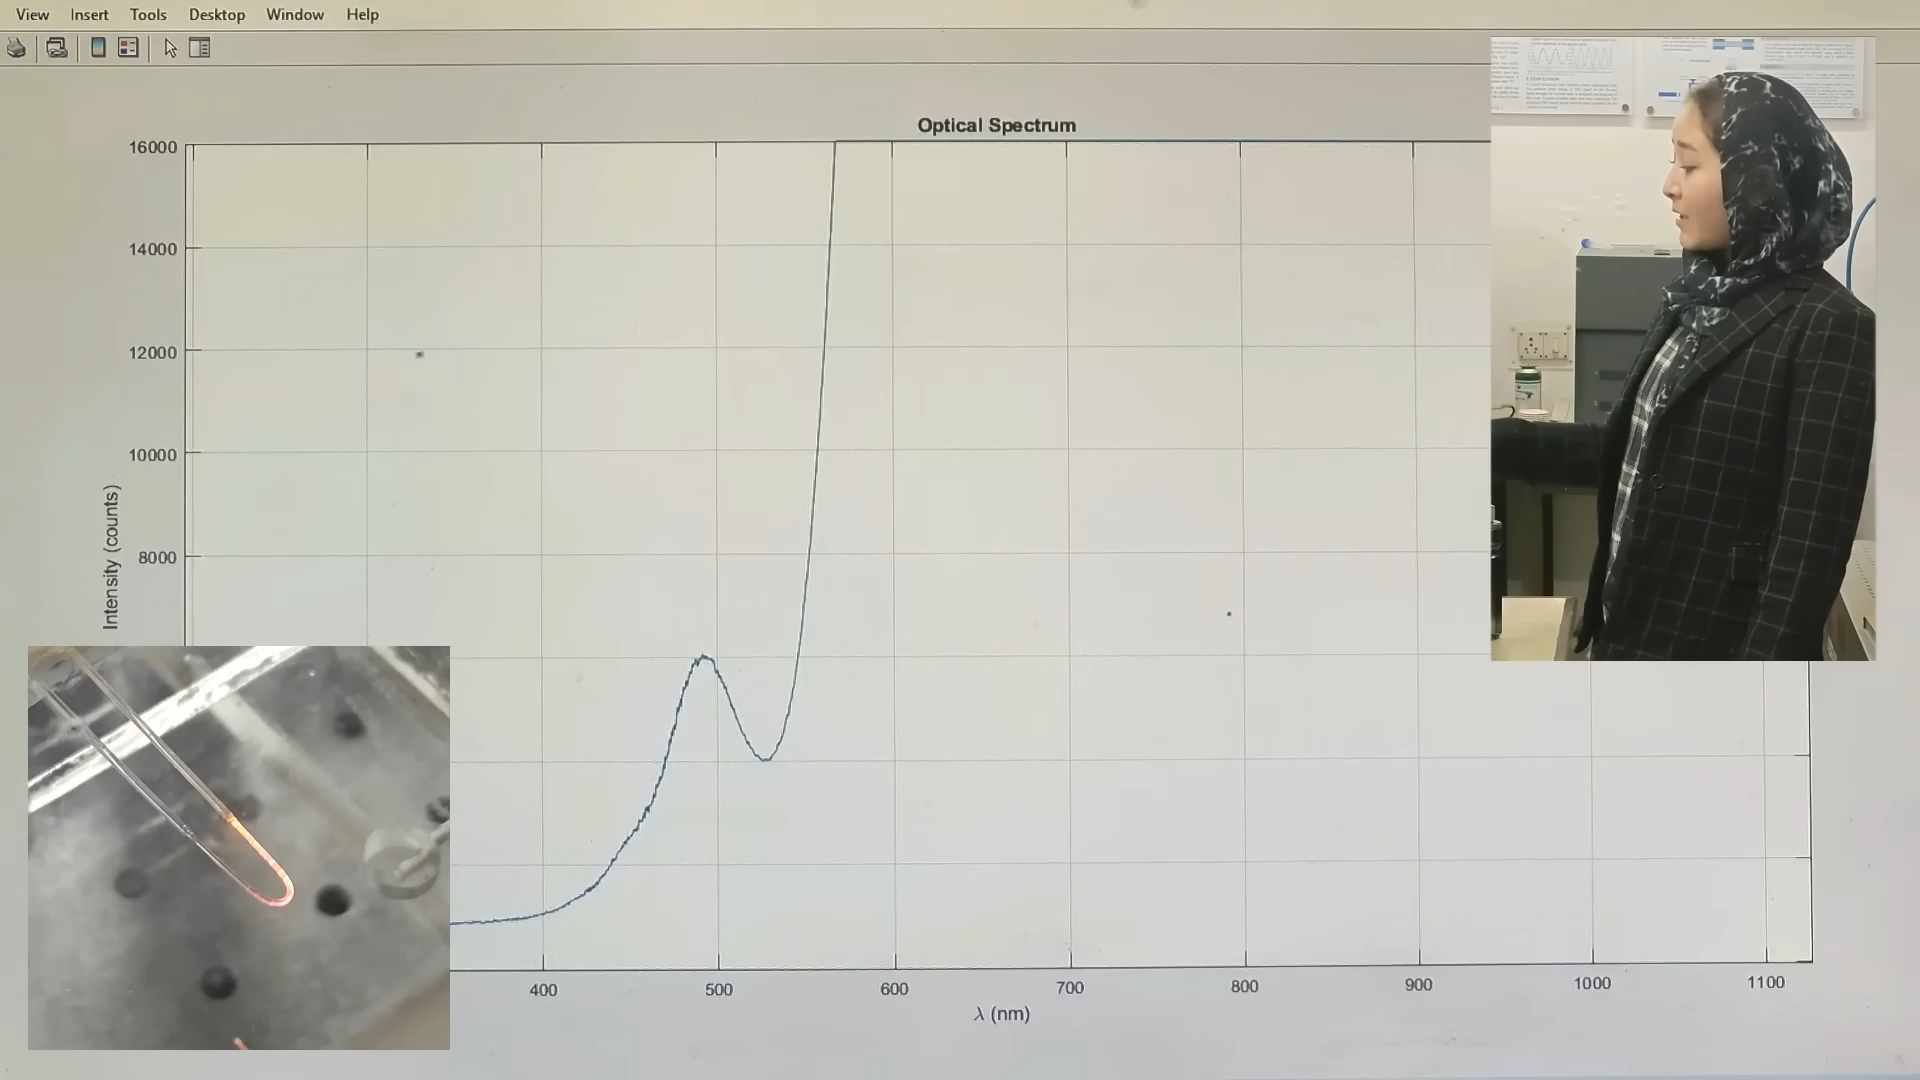 View Insert Tools Desktop Window Help
Optical Spectrum
16000
14000
12000
10000
8000
Intensity (counts)
400 500 600 700 800 900 1000 1100
λ (nm)